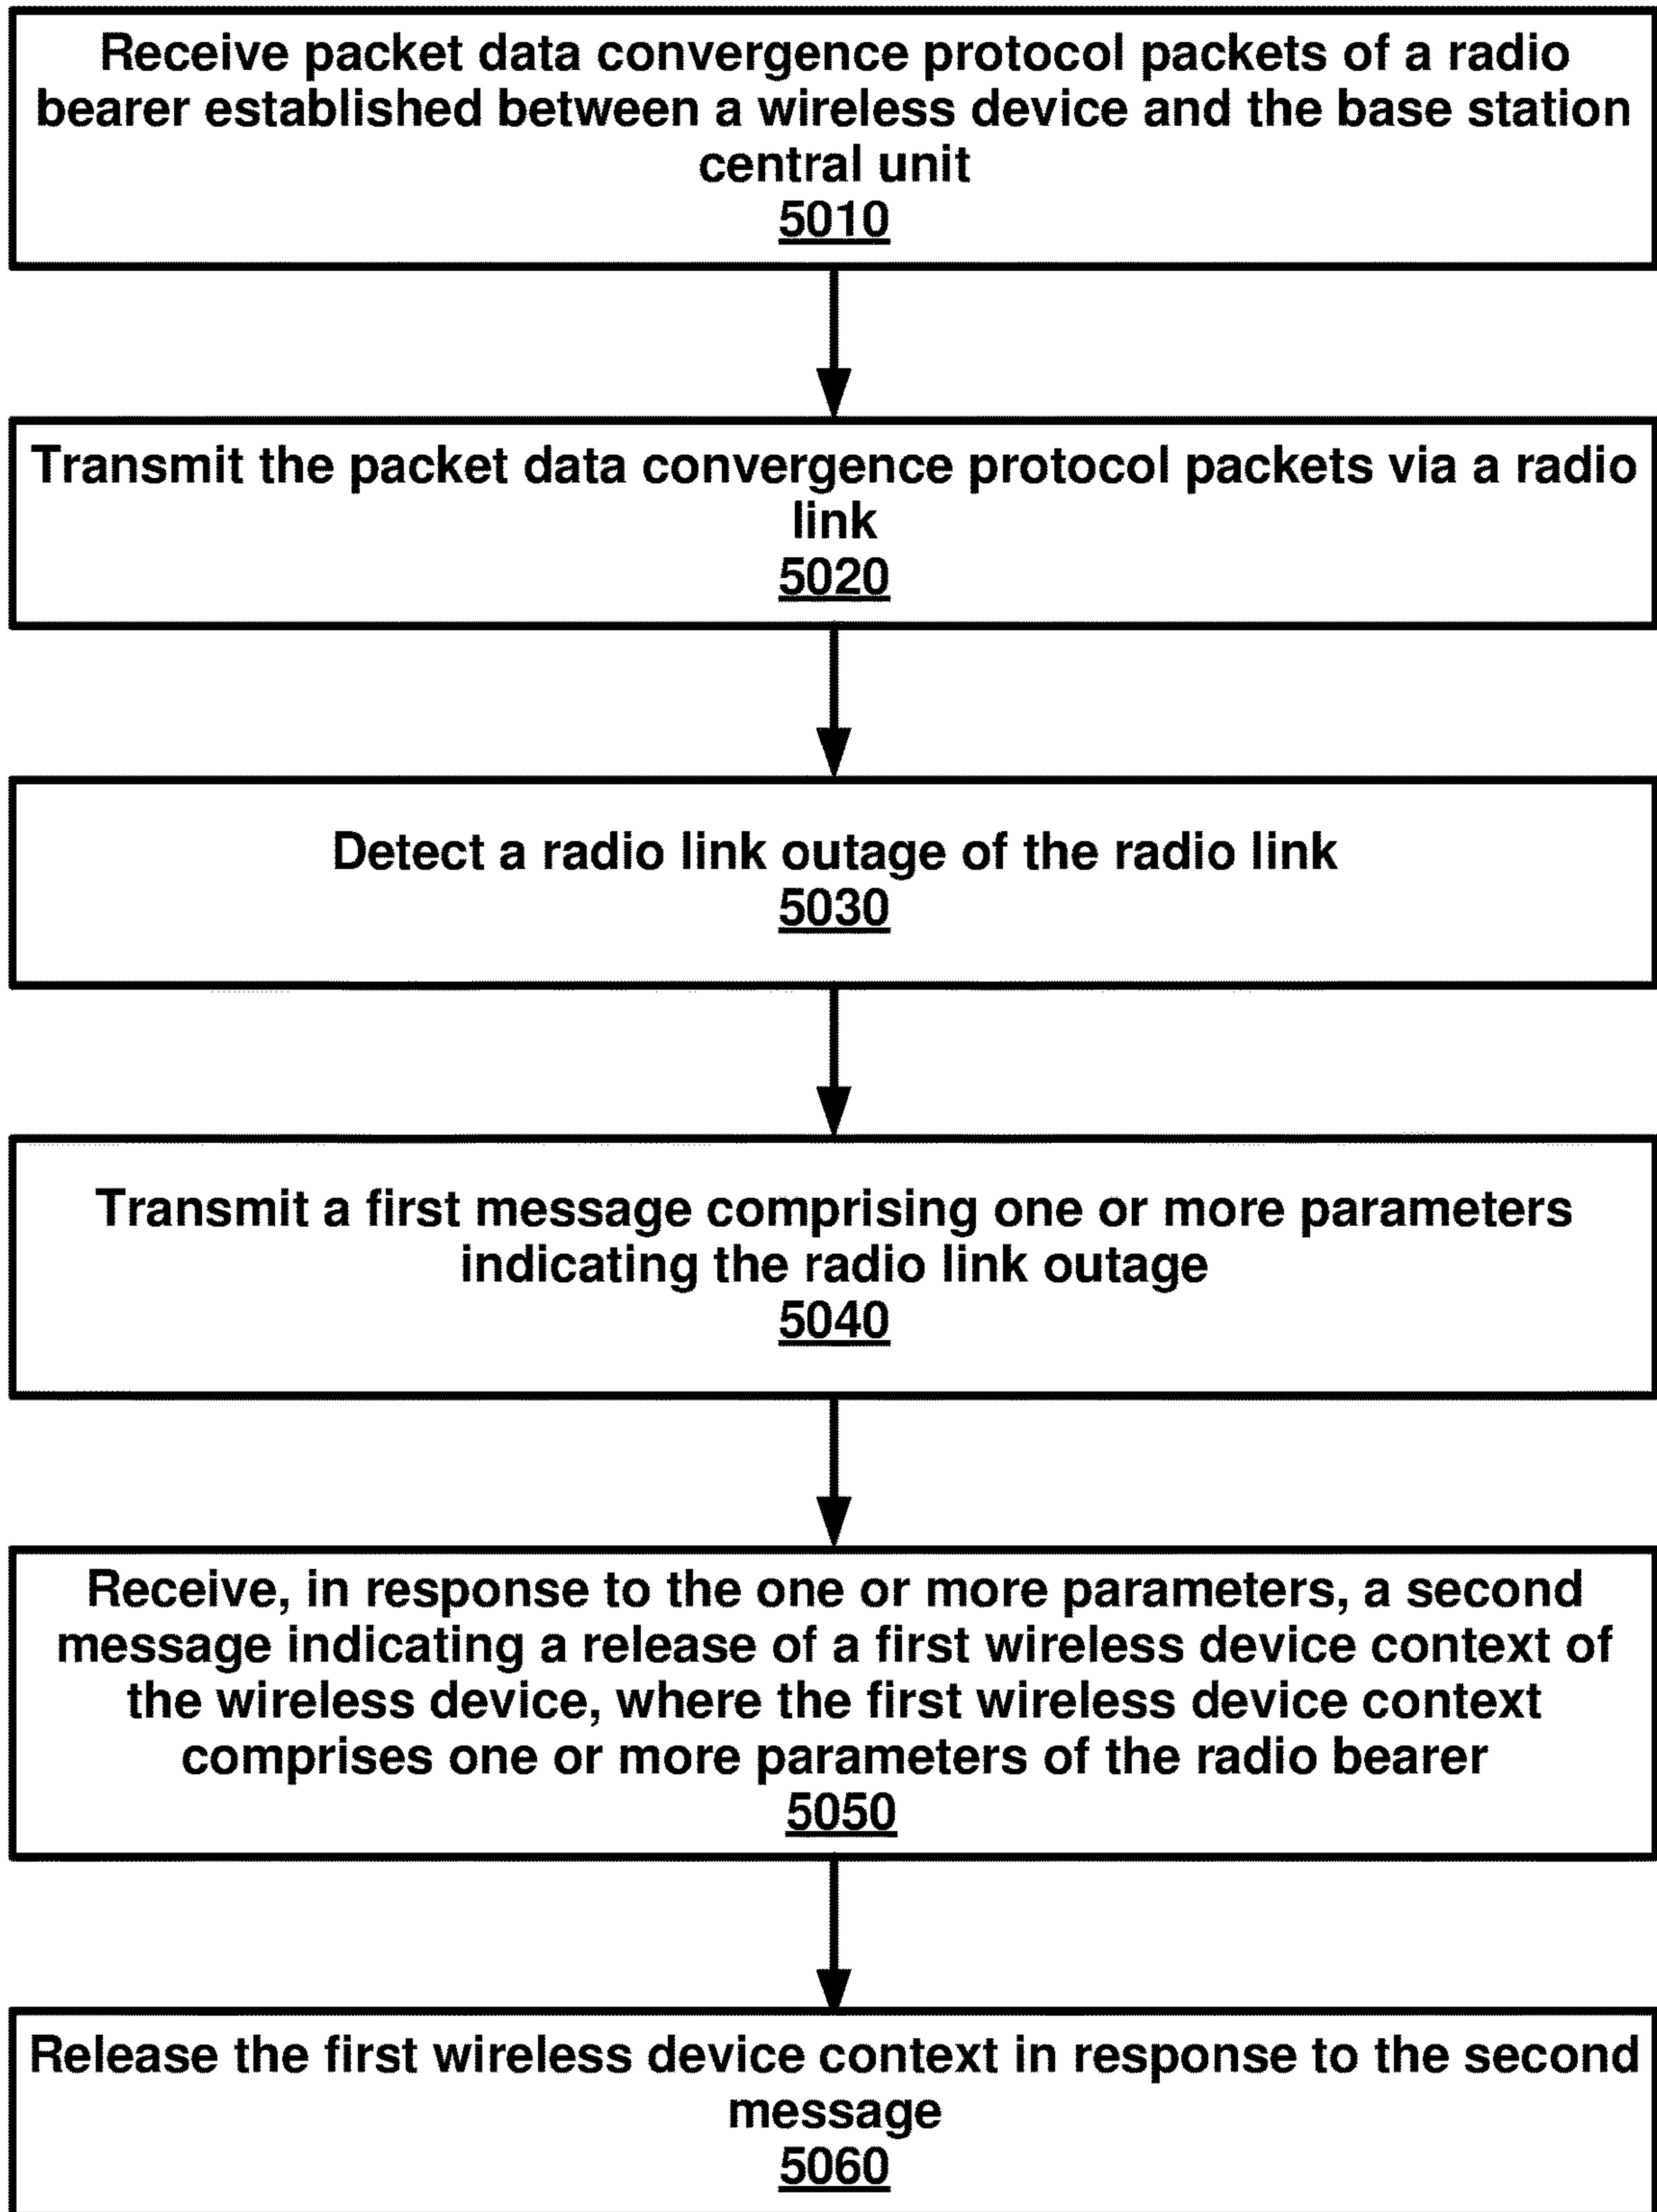 Receive packet data convergence protocol packets of a radio
bearer established between a wireless device and the base station
central unit
5010
Transmit the packet data convergence protocol packets via a radio
link
5020
Detect a radio link outage of the radio link
5030
Transmit a first message comprising one or more parameters
indicating the radio link outage
5040
Receive, in response to the one or more parameters, a second
message indicating a release of a first wireless device context of
the wireless device, where the first wireless device context
comprises one or more parameters of the radio bearer
5050
Release the first wireless device context in response to the second
message
5060